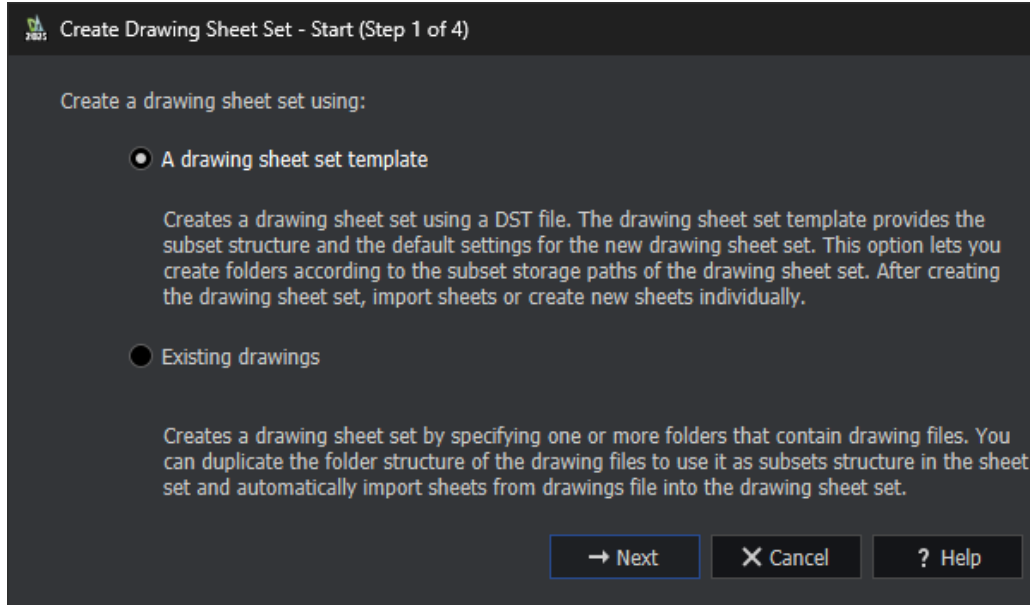 2025
Create Drawing Sheet Set - Start (Step 1 of 4)
Create a drawing sheet set using:
A drawing sheet set template
Creates a drawing sheet set using a DST file. The drawing sheet set template provides the
subset structure and the default settings for the new drawing sheet set. This option lets you
create folders according to the subset storage paths of the drawing sheet set. After creating
the drawing sheet set, import sheets or create new sheets individually.
Existing drawings
Creates a drawing sheet set by specifying one or more folders that contain drawing files. You
can duplicate the folder structure of the drawing files to use it as subsets structure in the sheet
set and automatically import sheets from drawings file into the drawing sheet set.
→ Next
X Cancel
? Help